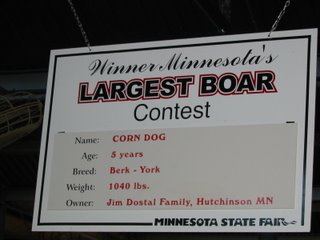 Winner Minnesota's
LARGEST BOAR
Contest
Name: CORN DOG
Age: 5 years
Breed: Berk - York
Weight: 1040 lbs.
Owner: Jim Dostal Family, Hutchinson MN
MINNESOTA STATE FAIR